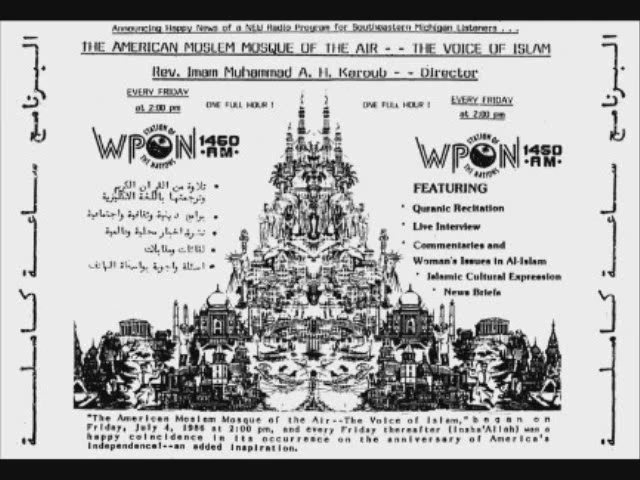 Announcing Happy News of a NEW Radio Program for Southeastern Michigan Listeners . . .
THE AMERICAN MOSLEM MOSQUE OF THE AIR - - THE VOICE OF ISLAM
Rev. Imam Muhammad A. H. Karoub - - Director
EVERY FRIDAY
at 2:00 pm
ONE FULL HOUR !
ONE FULL HOUR !
EVERY FRIDAY
at 2:00 pm
WPON 1460
·AM·
STATION OF
THE NATIONS
WPON 1460
·AM·
STATION OF
THE NATIONS
البرنامج ساعة كاملة
• تلاوة من القرآن الكريم
وترجمتها باللغة الانكليزية
• برامج دينية وثقافية واجتماعية
• نشرة اخبار محلية وعالمية
• لقاءات ومقابلات
• اسئلة واجوبة بواسطة الهاتف
FEATURING
• Quranic Recitation
• Live Interview
• Commentaries and
Woman's Issues in Al-Islam
• Islamic Cultural Expression
• News Briefs
البرنامج ساعة كاملة
"The American Moslem Mosque of the Air--The Voice of Islam," began on
Friday, July 4, 1986 at 2:00 pm, and every Friday thereafter (Insha'Allah) was a
happy coincidence in its occurrence on the anniversary of America's
independence!--an added inspiration.